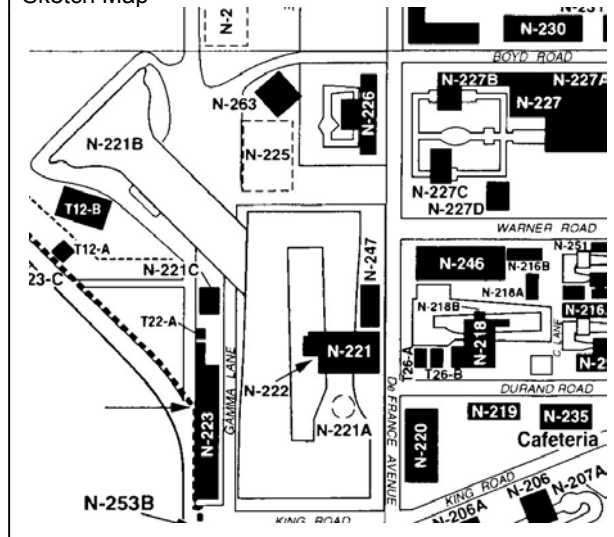 Sketch Map
N-2
N-230
BOYD ROAD
N-227B
N-227A
N-263
N-226
N-227
N-221B
N-225
T12-B
N-227C
N-227D
WARNER ROAD
T12-A
N-247
N-251
23-C
N-221C
N-246
N-216B
N-218A
N-218B
N-216
T22-A
N-221
N-218
C LANE
N-222
GAMMA LANE
T26-A
T26-B
De FRANCE AVENUE
DURAND ROAD
N-223
N-221A
N-220
N-219
N-235
Cafeteria
N-253B
KING ROAD
KING ROAD
N-206
N-207A
N-206A